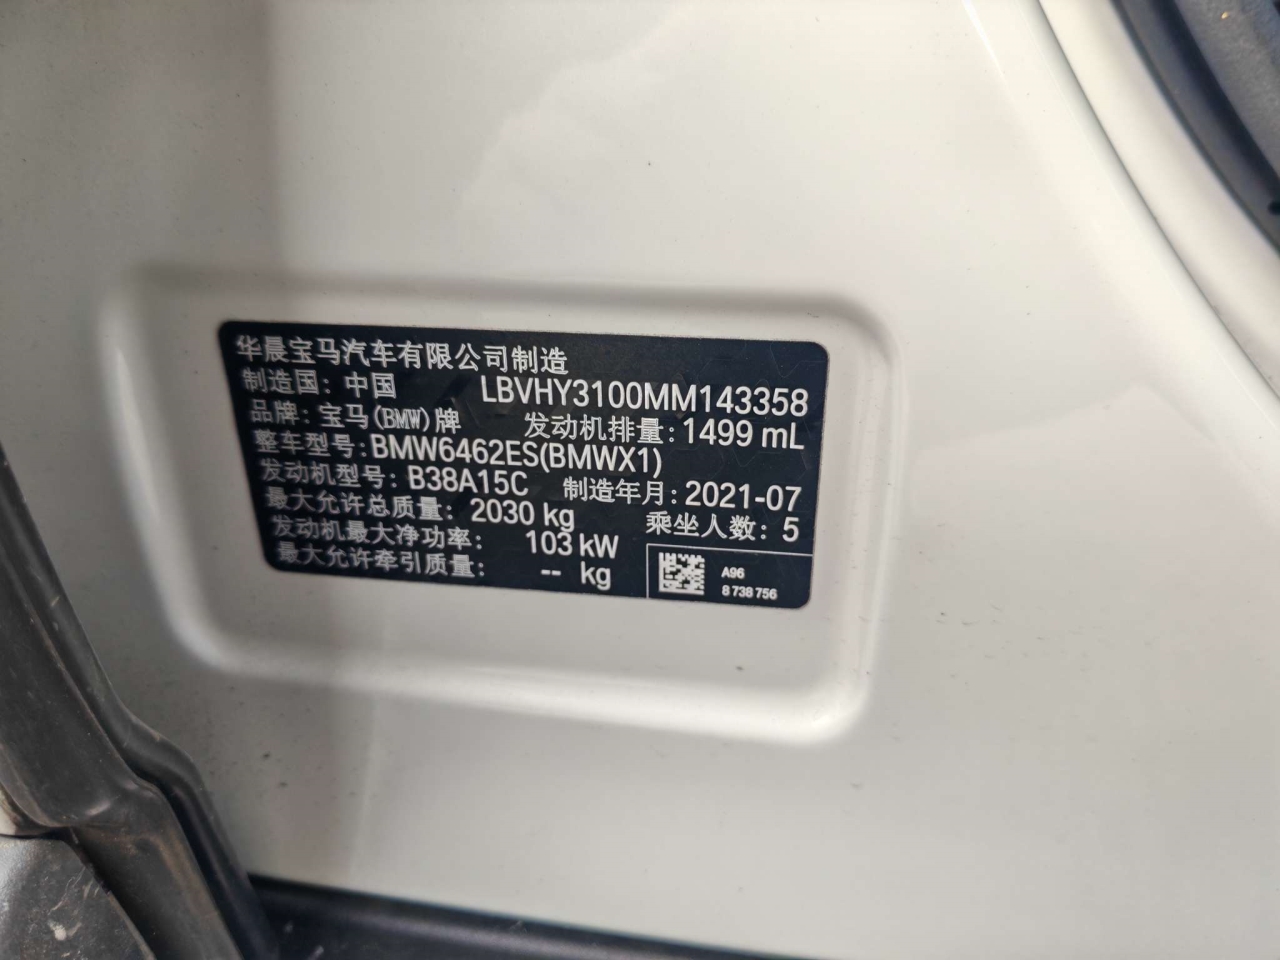 华晨宝马汽车有限公司制造
制造国：中国 LBVHY3100MM143358
品牌：宝马(BMW)牌 发动机排量：1499 mL
整车型号：BMW6462ES(BMWX1)
发动机型号：B38A15C 制造年月：2021-07
最大允许总质量：2030 kg 乘坐人数：5
发动机最大净功率： 103 kW
最大允许牵引质量： -- kg
A96
8 738 756